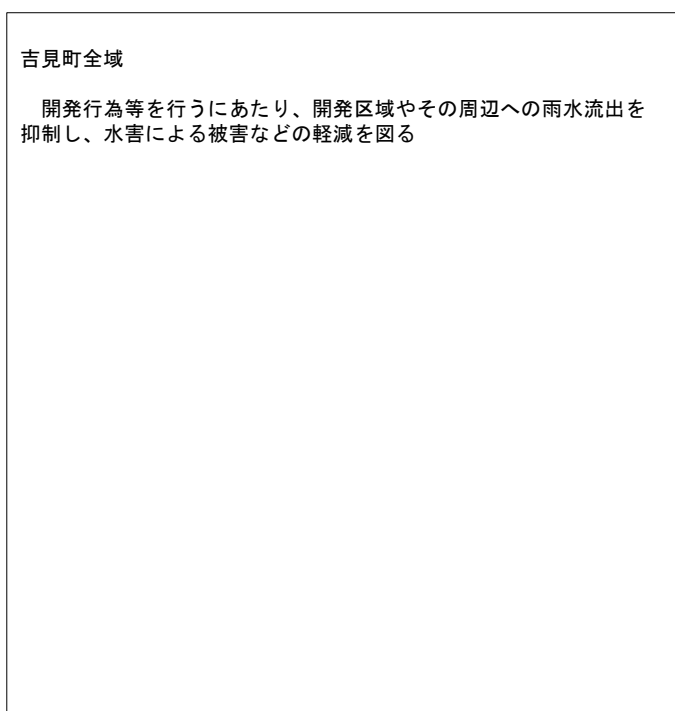 吉見町全域
　開発行為等を行うにあたり、開発区域やその周辺への雨水流出を
抑制し、水害による被害などの軽減を図る